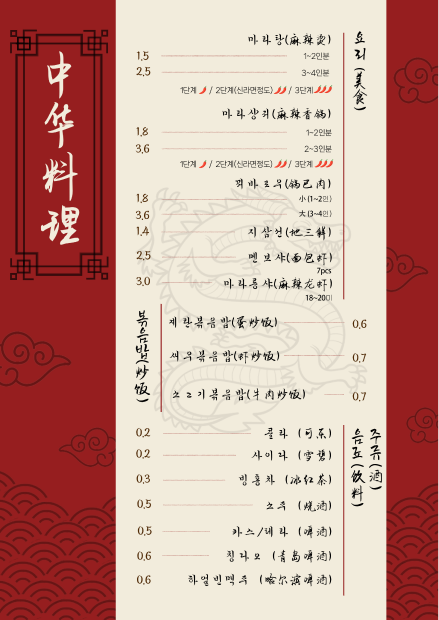 中华料理
요리(美食)
마라탕(麻辣烫)
1,5 1~2인분
2,5 3~4인분
1단계 / 2단계(신라면정도) / 3단계
마라샹궈(麻辣香锅)
1,8 1~2인분
3,6 2~3인분
1단계 / 2단계(신라면정도) / 3단계
꿔바로우(锅巴肉)
1,8 小(1~2인)
3,6 大(3~4인)
1,4 지삼선(地三鲜)
2,5 멘보샤(面包虾)
7pcs
3,0 마라롱샤(麻辣龙虾)
18~20마
볶음밥(炒饭)
계란볶음밥(蛋炒饭) 0,6
새우볶음밥(虾炒饭) 0,7
소고기볶음밥(牛肉炒饭) 0,7
주류(酒)
음료(饮料)
0,2 콜라 (可乐)
0,2 사이다 (雪碧)
0,3 빙홍차 (冰红茶)
0,5 소주 (烧酒)
0,5 카스/테라 (啤酒)
0,6 칭다오 (青岛啤酒)
0,6 하얼빈맥주 (哈尔滨啤酒)